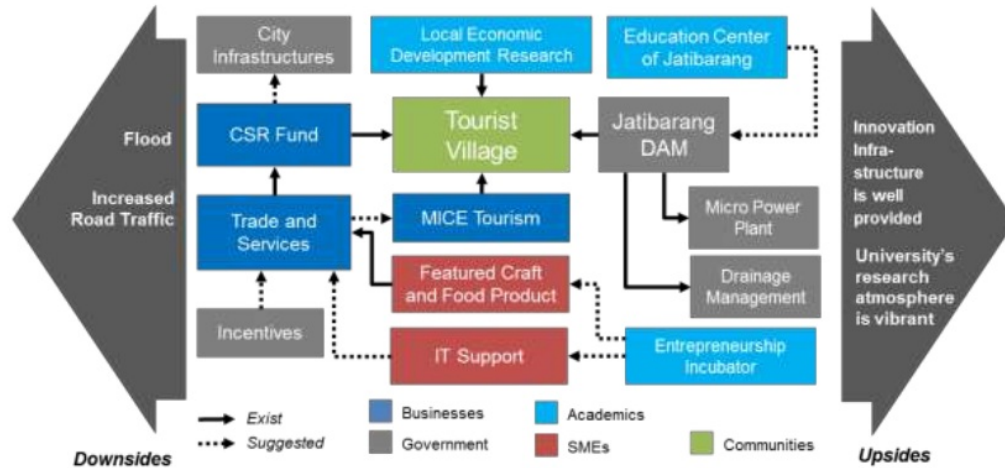 City
Infrastructures
Local Economic
Development Research
Education Center
of Jatibarang
Flood
Increased
Road Traffic
CSR Fund
Tourist
Village
Jatibarang
DAM
Innovation
Infra-
structure
is well
provided
University's
research
atmosphere
is vibrant
Trade and
Services
MICE Tourism
Micro Power
Plant
Featured Craft
and Food Product
Drainage
Management
Incentives
IT Support
Entrepreneurship
Incubator
Exist
Suggested
Businesses
Government
Academics
SMEs
Communities
Downsides
Upsides